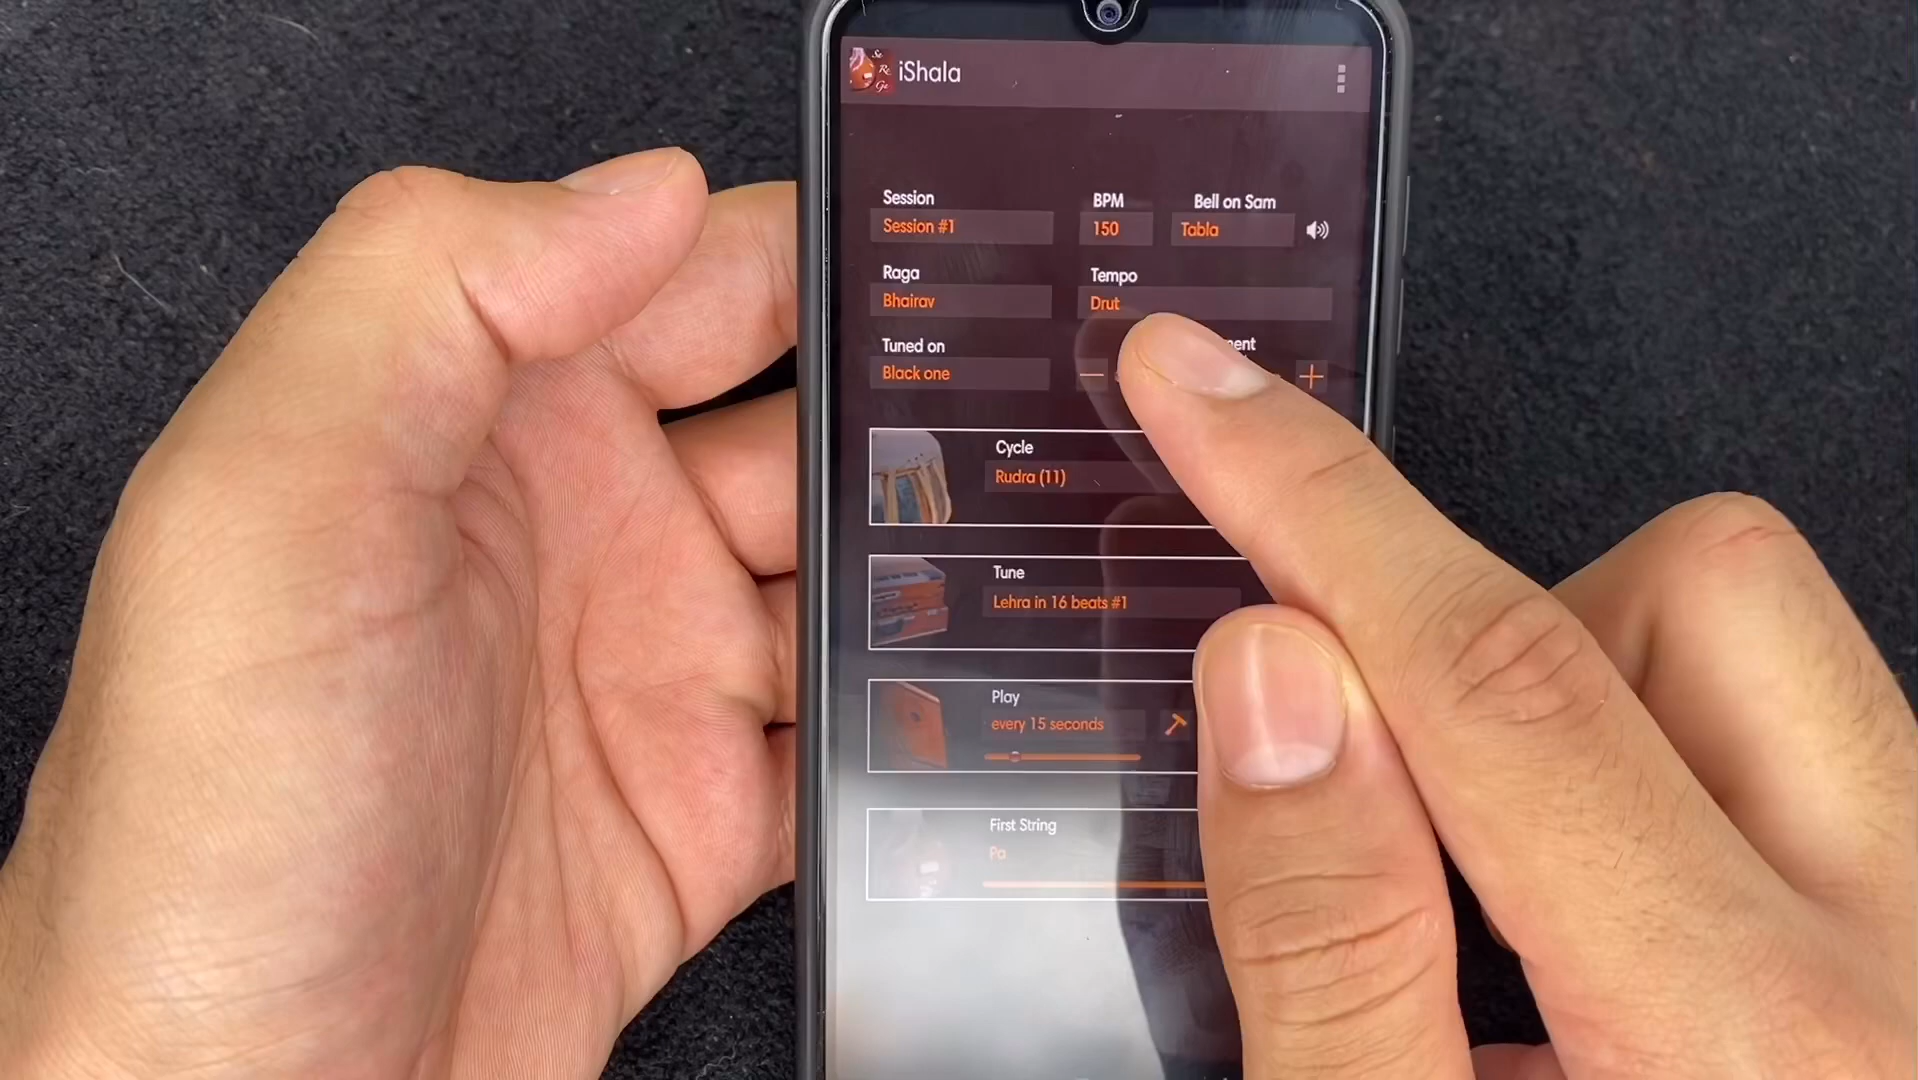 iShala
Session BPM Bell on Sam
Session #1 150 Tabla
Raga Tempo
Bhairav Drut
Tuned on
Black one
Cycle
Rudra (11)
Tune
Lehra in 16 beats #1
Play
every 15 seconds
First String
Pa